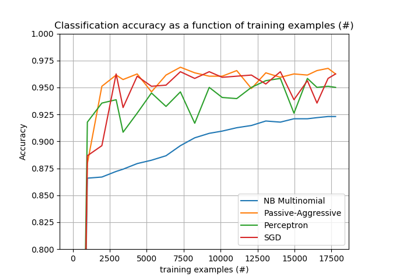 Classification accuracy as a function of training examples (#)
1.000
0.975
0.950
0.925
0.900
0.875
0.850
0.825
0.800
Accuracy
0
2500
5000
7500
10000
12500
15000
17500
training examples (#)
NB Multinomial
Passive-Aggressive
Perceptron
SGD